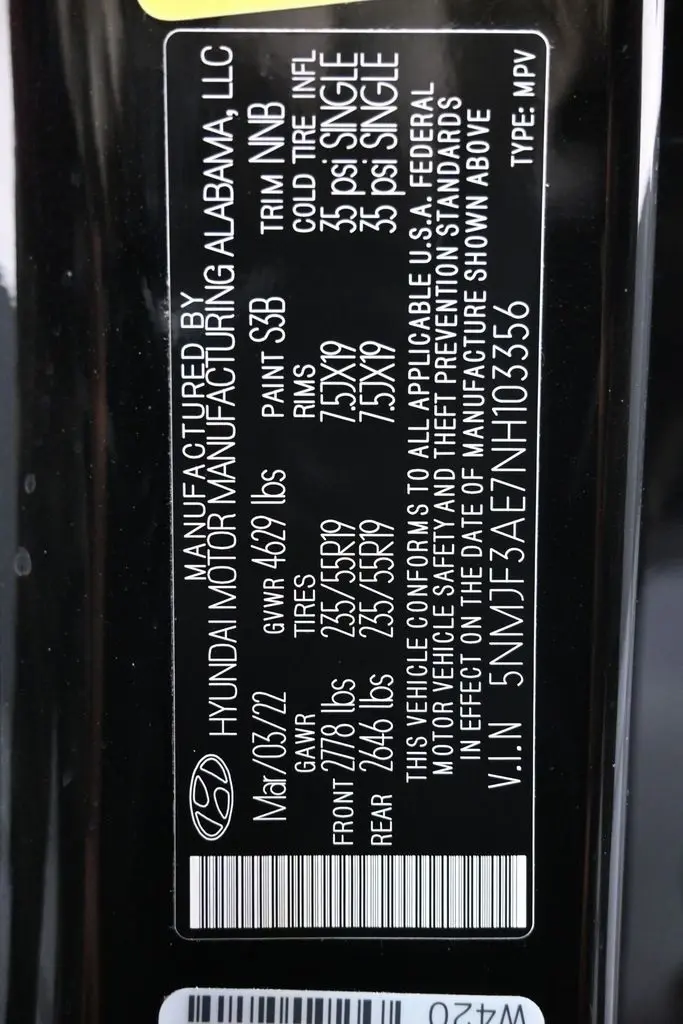 MANUFACTURED BY
HYUNDAI MOTOR MANUFACTURING ALABAMA, LLC
Mar/03/22 GVWR 4629 lbs PAINT S3B TRIM NNB
GAWR TIRES RIMS COLD TIRE INFL
FRONT 2778 lbs 235/55R19 7.5JX19 35 psi SINGLE
REAR 2646 lbs 235/55R19 7.5JX19 35 psi SINGLE
THIS VEHICLE CONFORMS TO ALL APPLICABLE U.S.A. FEDERAL
MOTOR VEHICLE SAFETY AND THEFT PREVENTION STANDARDS
IN EFFECT ON THE DATE OF MANUFACTURE SHOWN ABOVE
V.I.N 5NMJF3AE7NH103356 TYPE: MPV
W420